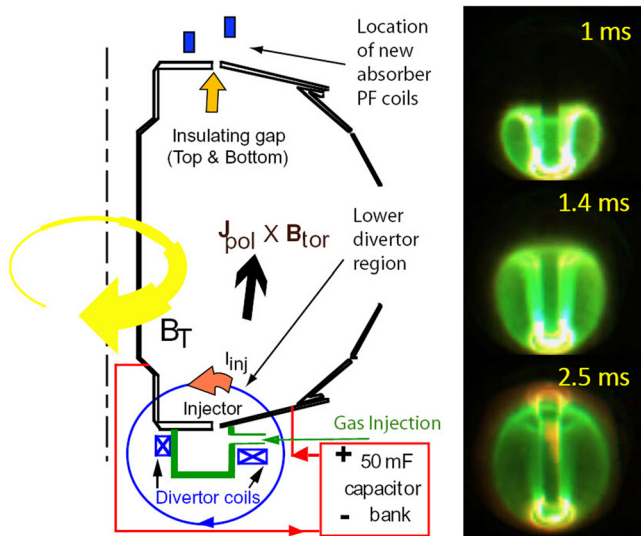 Location
of new
absorber
PF coils
Insulating gap
(Top & Bottom)
Jpol X Btor
Lower
divertor
region
BT
Iinj
Injector
Gas Injection
Divertor coils
+ 50 mF
capacitor
- bank
1 ms
1.4 ms
2.5 ms